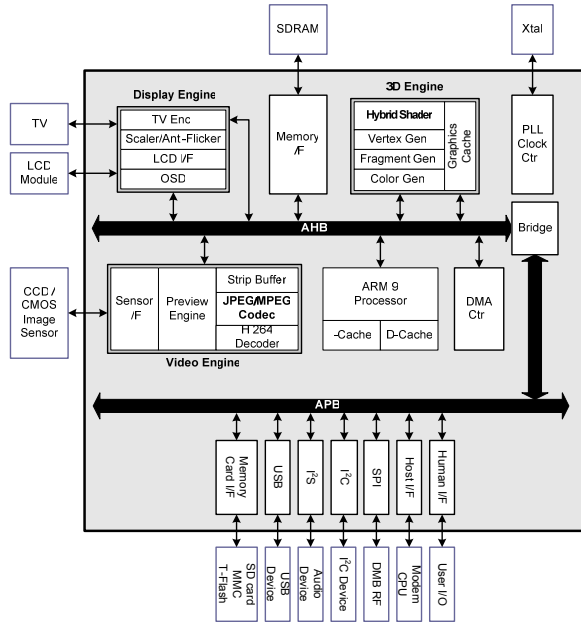 SDRAM
Xtal
Display Engine
3D Engine
TV
LCD
Module
TV Enc
Scaler/Ant-Flicker
LCD I/F
OSD
Memory
/F
Hybrid Shader
Vertex Gen
Fragment Gen
Color Gen
Graphics
Cache
PLL
Clock
Ctr
AHB
Bridge
CCD /
CMOS
Image
Sensor
Sensor
/F
Preview
Engine
Strip Buffer
JPEG/MPEG
Codec
H 264
Decoder
Video Engine
ARM 9
Processor
-Cache
D-Cache
DMA
Ctr
APB
Memory
Card I/F
USB
I²S
I²C
SPI
Host I/F
Human I/F
SD card
MMC
T-Flash
USB
Device
Audio
Device
I²C Device
DMB RF
Modem
CPU
User I/O